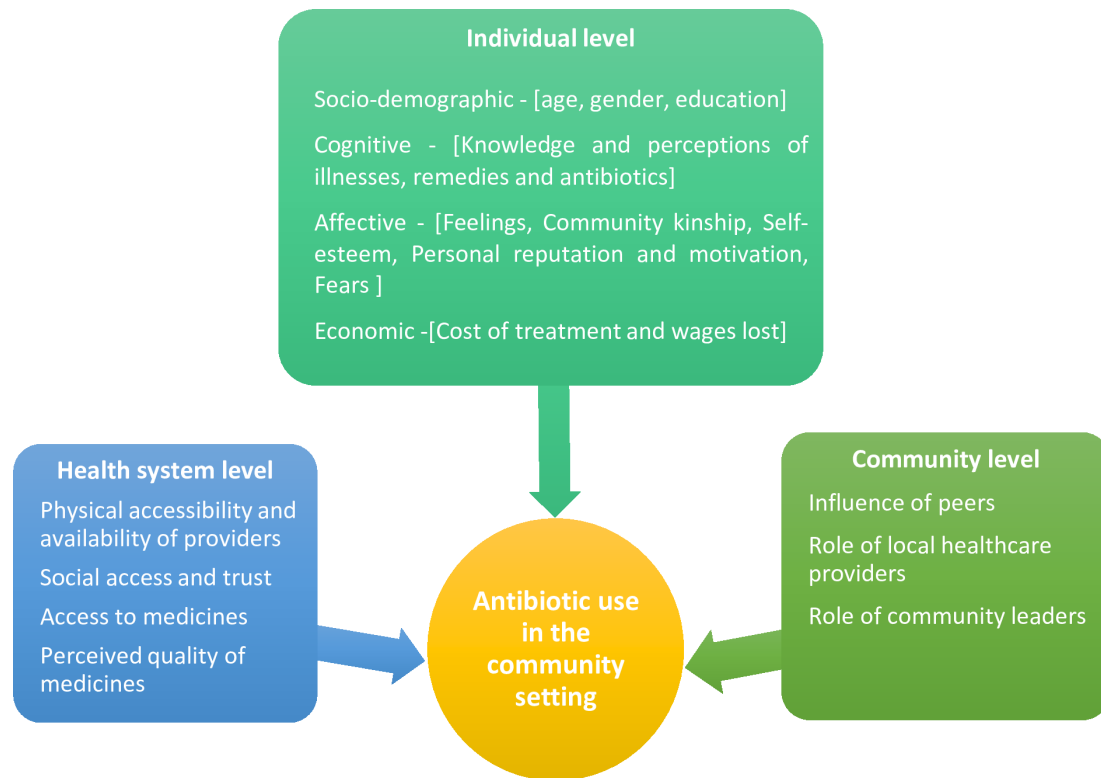 Individual level
Socio-demographic - [age, gender, education]
Cognitive - [Knowledge and perceptions of
illnesses, remedies and antibiotics]
Affective - [Feelings, Community kinship, Self-
esteem, Personal reputation and motivation,
Fears ]
Economic -[Cost of treatment and wages lost]
Health system level
Physical accessibility and
availability of providers
Social access and trust
Access to medicines
Perceived quality of
medicines
Antibiotic use
in the
community
setting
Community level
Influence of peers
Role of local healthcare
providers
Role of community leaders